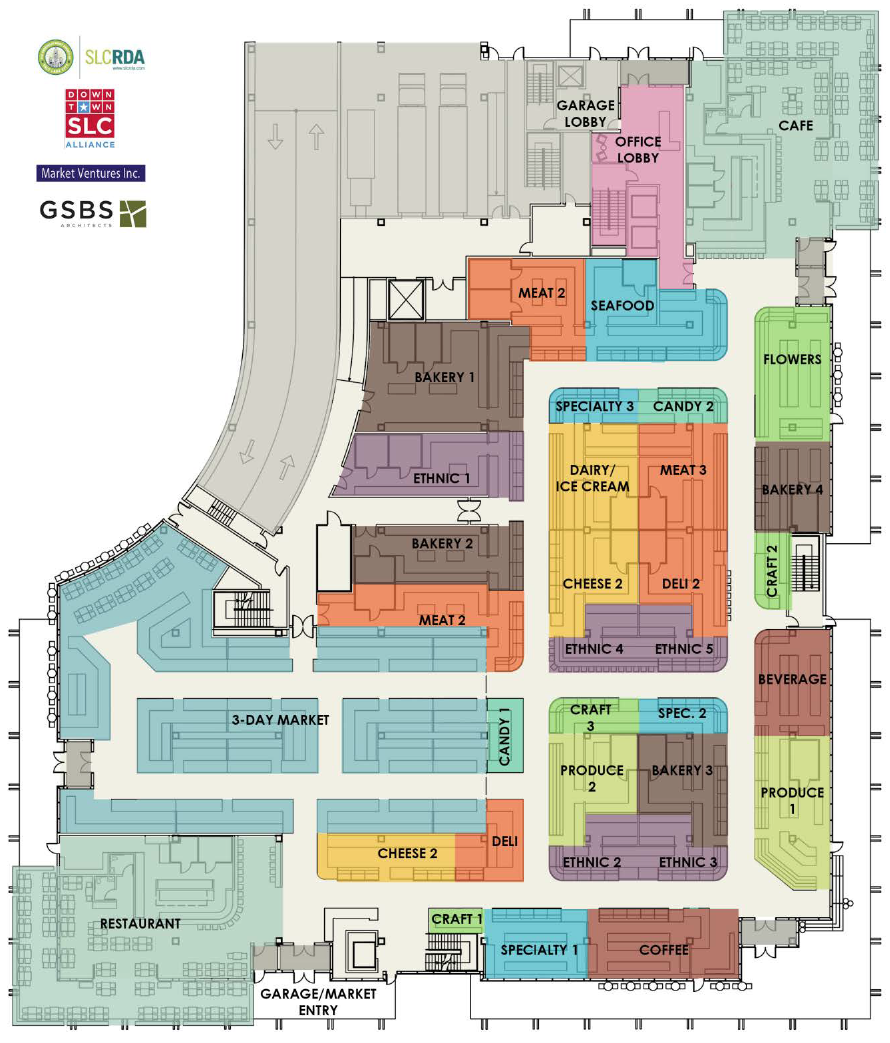 SLCRDA
www.slcrda.com
DOWN
TOWN
SLC
ALLIANCE
Market Ventures Inc.
GSBS
ARCHITECTS
GARAGE
LOBBY
OFFICE
LOBBY
CAFE
MEAT 2
SEAFOOD
FLOWERS
BAKERY 1
SPECIALTY 3
CANDY 2
ETHNIC 1
DAIRY/
ICE CREAM
MEAT 3
BAKERY 4
BAKERY 2
CHEESE 2
DELI 2
CRAFT 2
MEAT 2
ETHNIC 4
ETHNIC 5
BEVERAGE
3-DAY MARKET
CANDY 1
CRAFT
3
SPEC. 2
PRODUCE
2
BAKERY 3
PRODUCE
1
CHEESE 2
DELI
ETHNIC 2
ETHNIC 3
RESTAURANT
CRAFT 1
SPECIALTY 1
COFFEE
GARAGE/MARKET
ENTRY